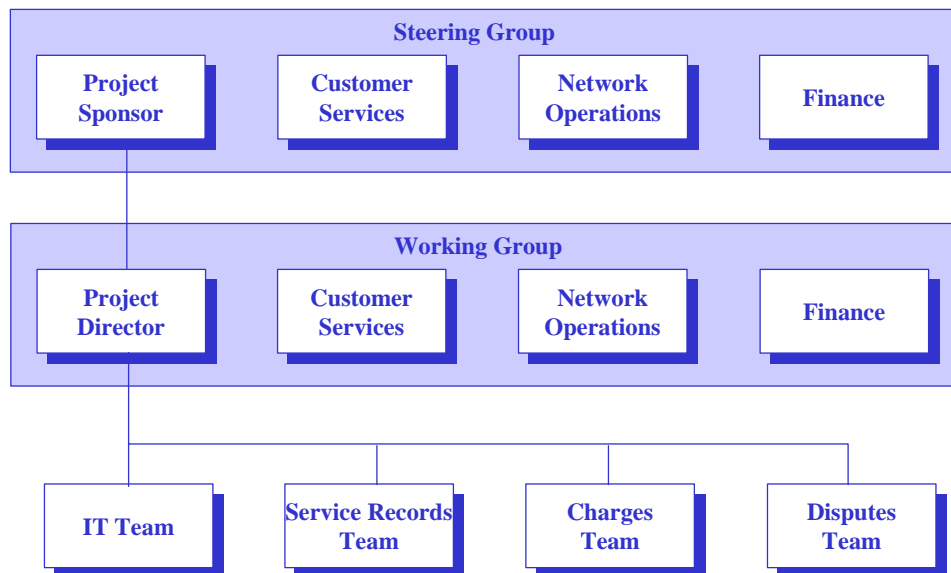 Steering Group
Project
Sponsor
Customer
Services
Network
Operations
Finance
Working Group
Project
Director
Customer
Services
Network
Operations
Finance
IT Team
Service Records
Team
Charges
Team
Disputes
Team